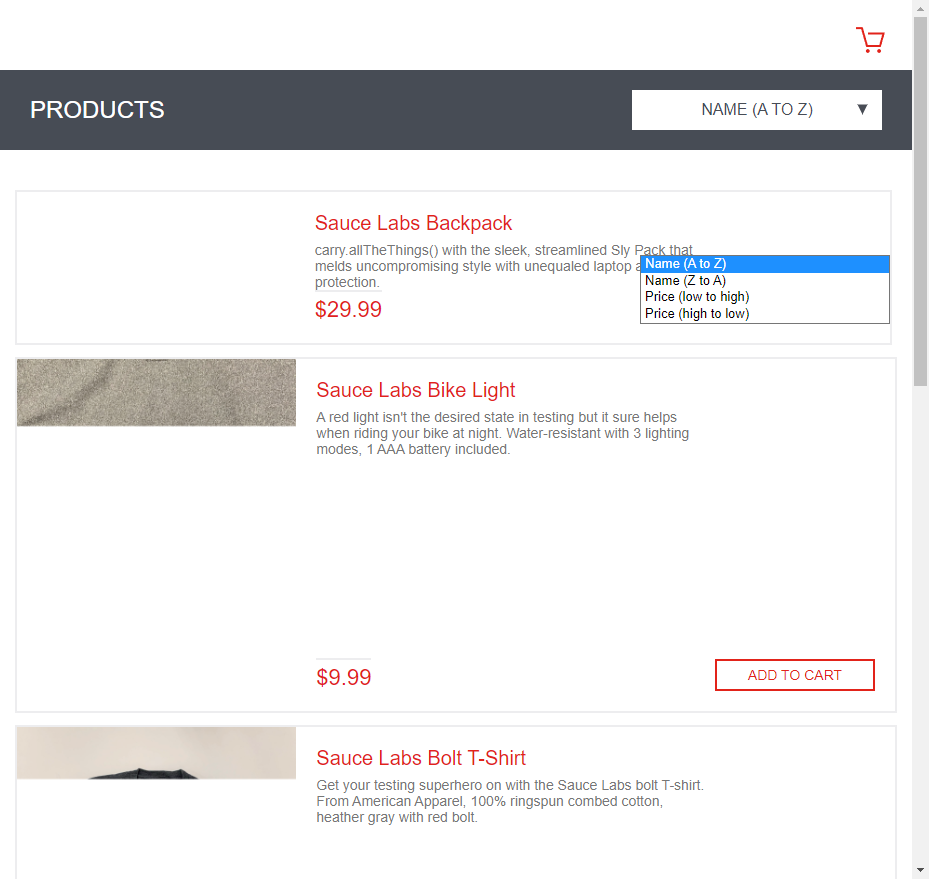 PRODUCTS
NAME (A TO Z)
Sauce Labs Backpack
carry.allTheThings() with the sleek, streamlined Sly Pack that
melds uncompromising style with unequaled laptop
protection.
$29.99
Name (A to Z)
Name (Z to A)
Price (low to high)
Price (high to low)
Sauce Labs Bike Light
A red light isn't the desired state in testing but it sure helps
when riding your bike at night. Water-resistant with 3 lighting
modes, 1 AAA battery included.
$9.99
ADD TO CART
Sauce Labs Bolt T-Shirt
Get your testing superhero on with the Sauce Labs bolt T-shirt.
From American Apparel, 100% ringspun combed cotton,
heather gray with red bolt.